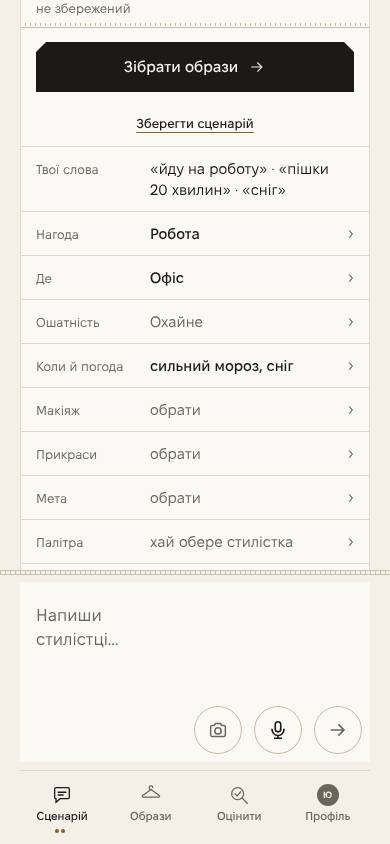 не збережений
Зібрати образи →
Зберегти сценарій
Твої слова «йду на роботу» · «пішки
20 хвилин» · «сніг»
Нагода Робота
Де Офіс
Ошатність Охайне
Коли й погода сильний мороз, сніг
Макіяж обрати
Прикраси обрати
Мета обрати
Палітра хай обере стилістка
Напиши
стилістці...
Сценарій Образи Оцінити Ю Профіль